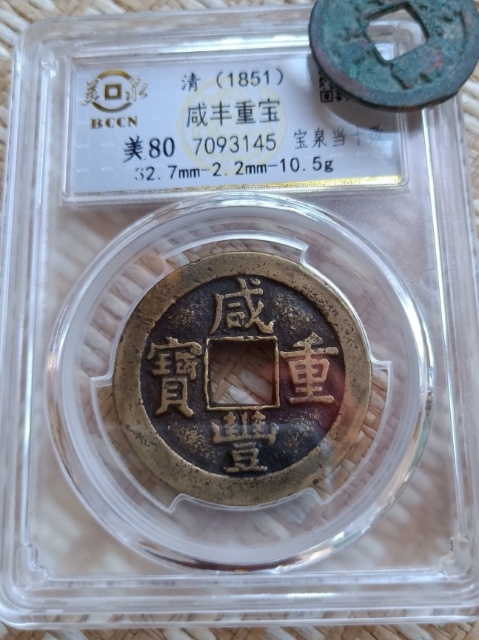 清 (1851)
咸丰重宝
BCCN
美80 7093145 宝泉当十
32.7mm-2.2mm-10.5g
咸
寶 重
豐